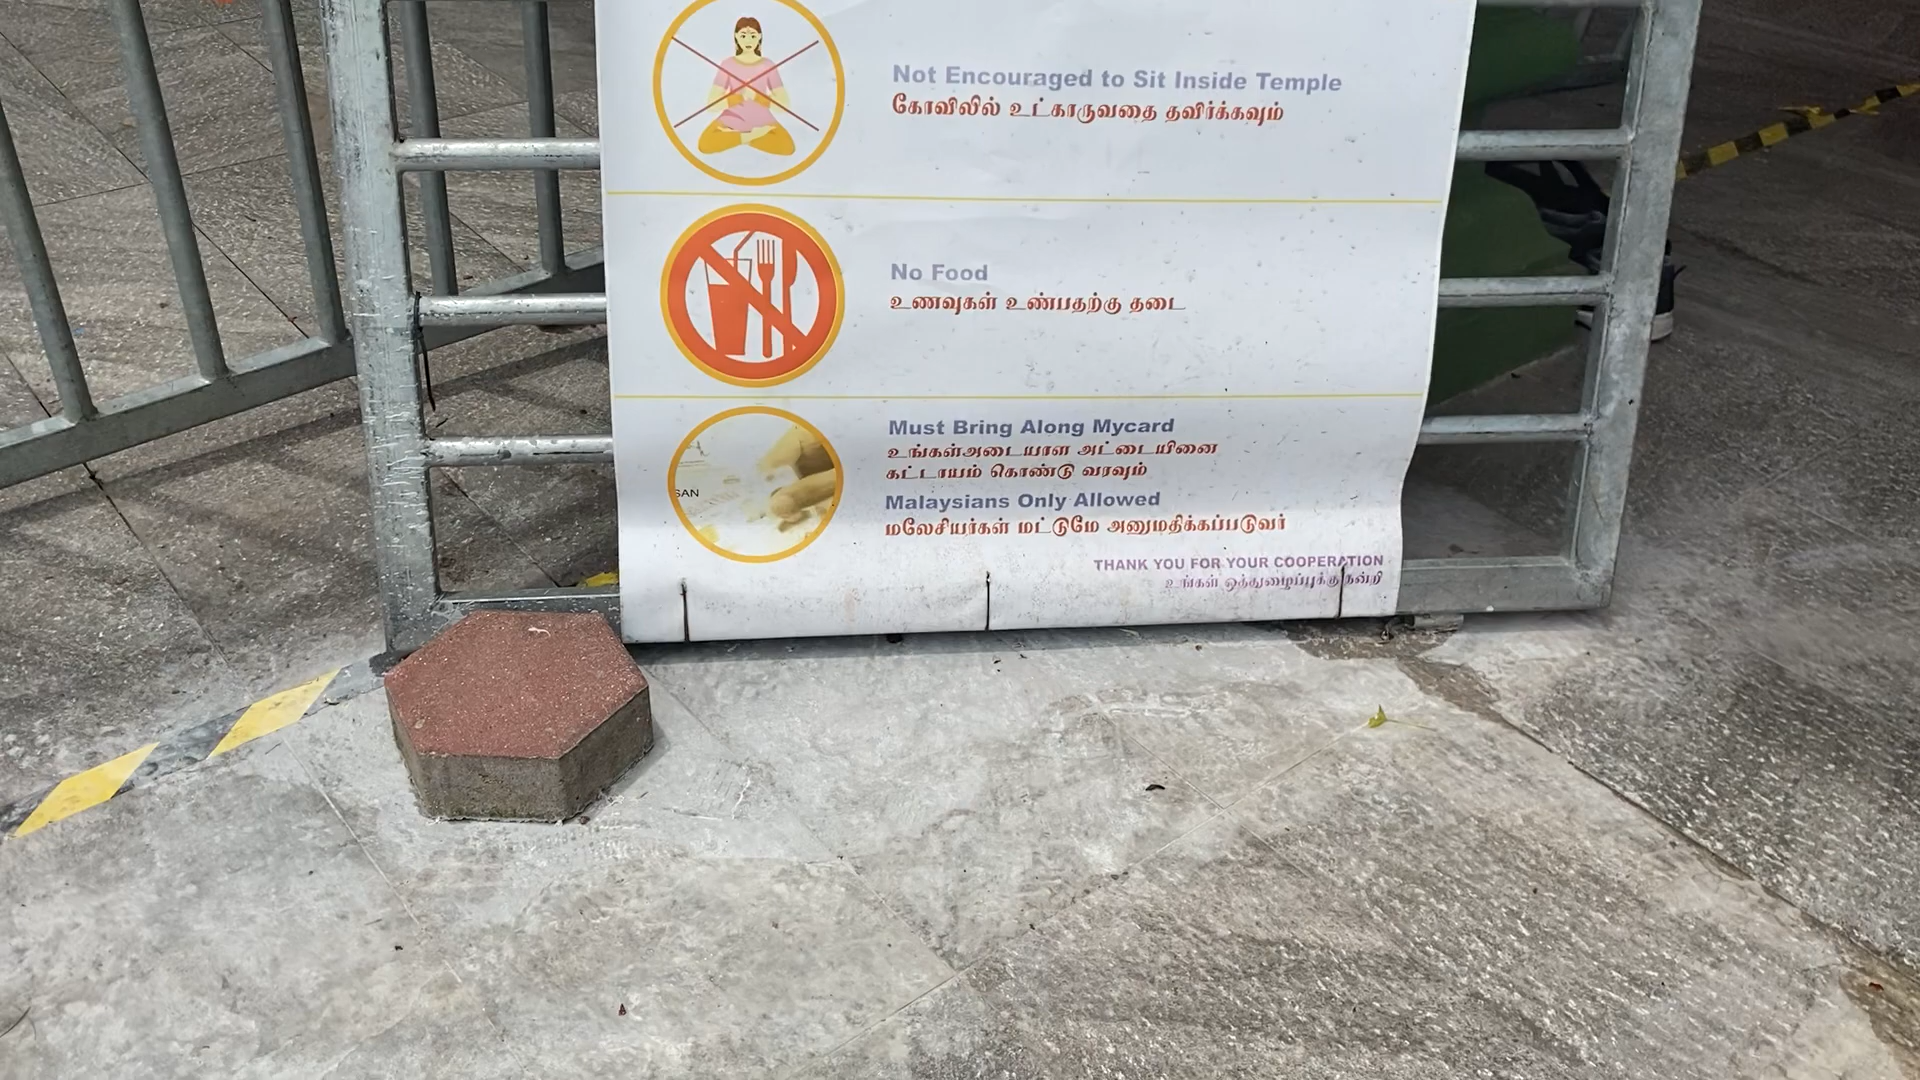 Not Encouraged to Sit Inside Temple
கோவிலில் உட்காருவதை தவிர்க்கவும்
No Food
உணவுகள் உண்பதற்கு தடை
Must Bring Along Mycard
உங்கள்அடையாள அட்டையினை
கட்டாயம் கொண்டு வரவும்
SAN
Malaysians Only Allowed
மலேசியர்கள் மட்டுமே அனுமதிக்கப்படுவர்
THANK YOU FOR YOUR COOPERATION
உங்கள் ஒத்துழைப்புக்கு நன்றி